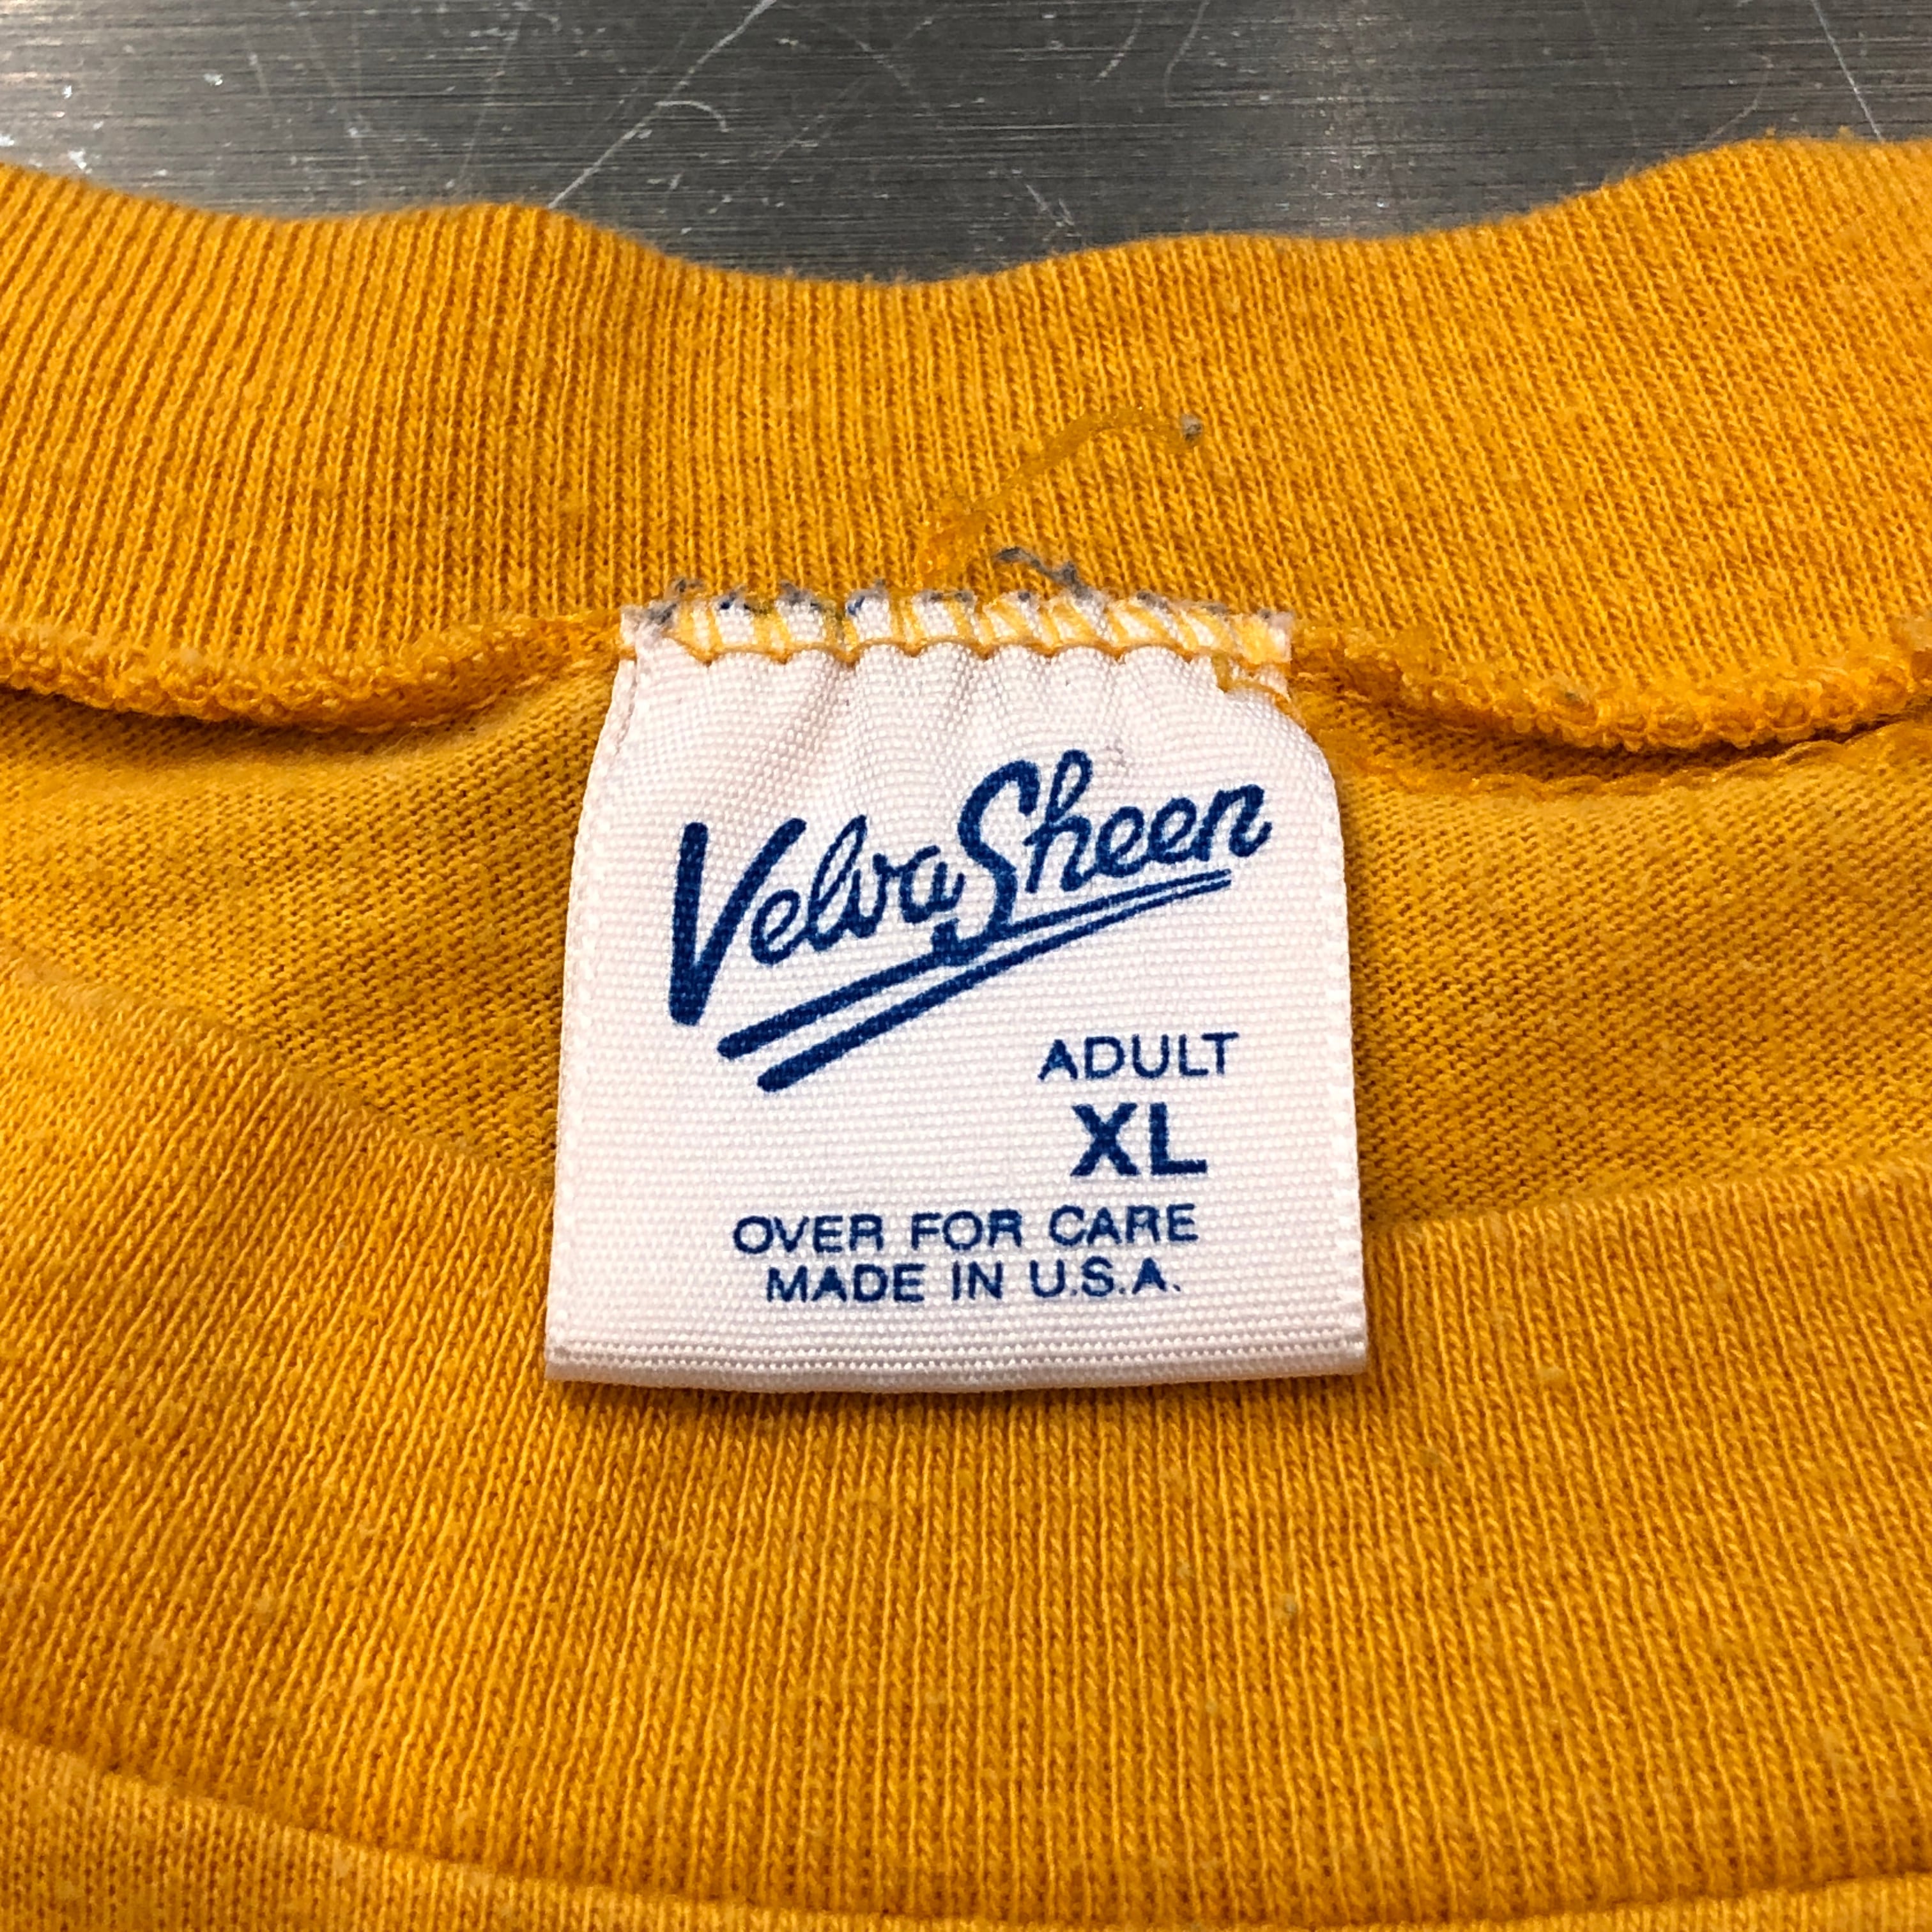 VelvaSheen
ADULT
XL
OVER FOR CARE
MADE IN U.S.A.